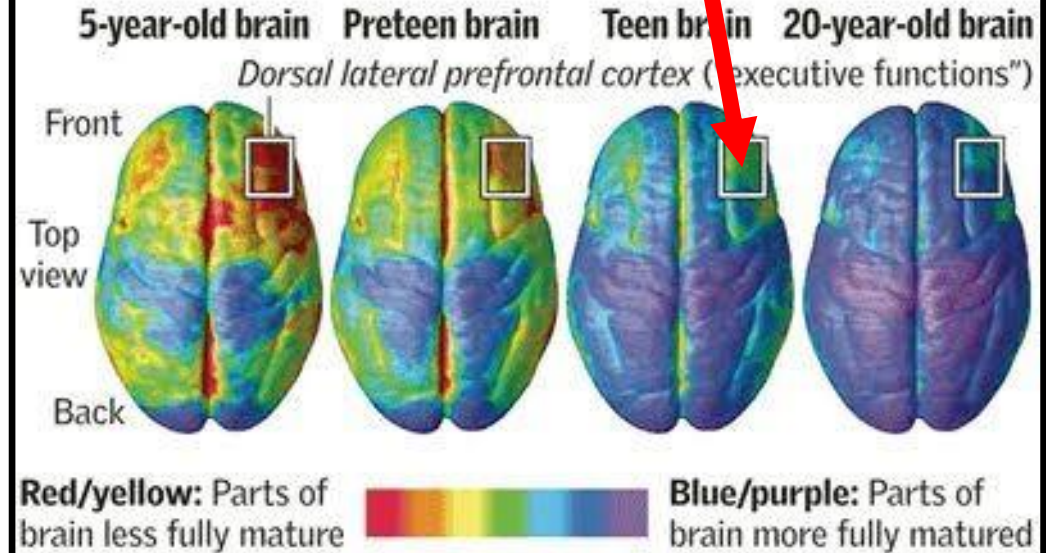 5-year-old brain Preteen brain Teen brain 20-year-old brain
Dorsal lateral prefrontal cortex ("executive functions")
Front
Top
view
Back
Red/yellow: Parts of
brain less fully mature
Blue/purple: Parts of
brain more fully matured